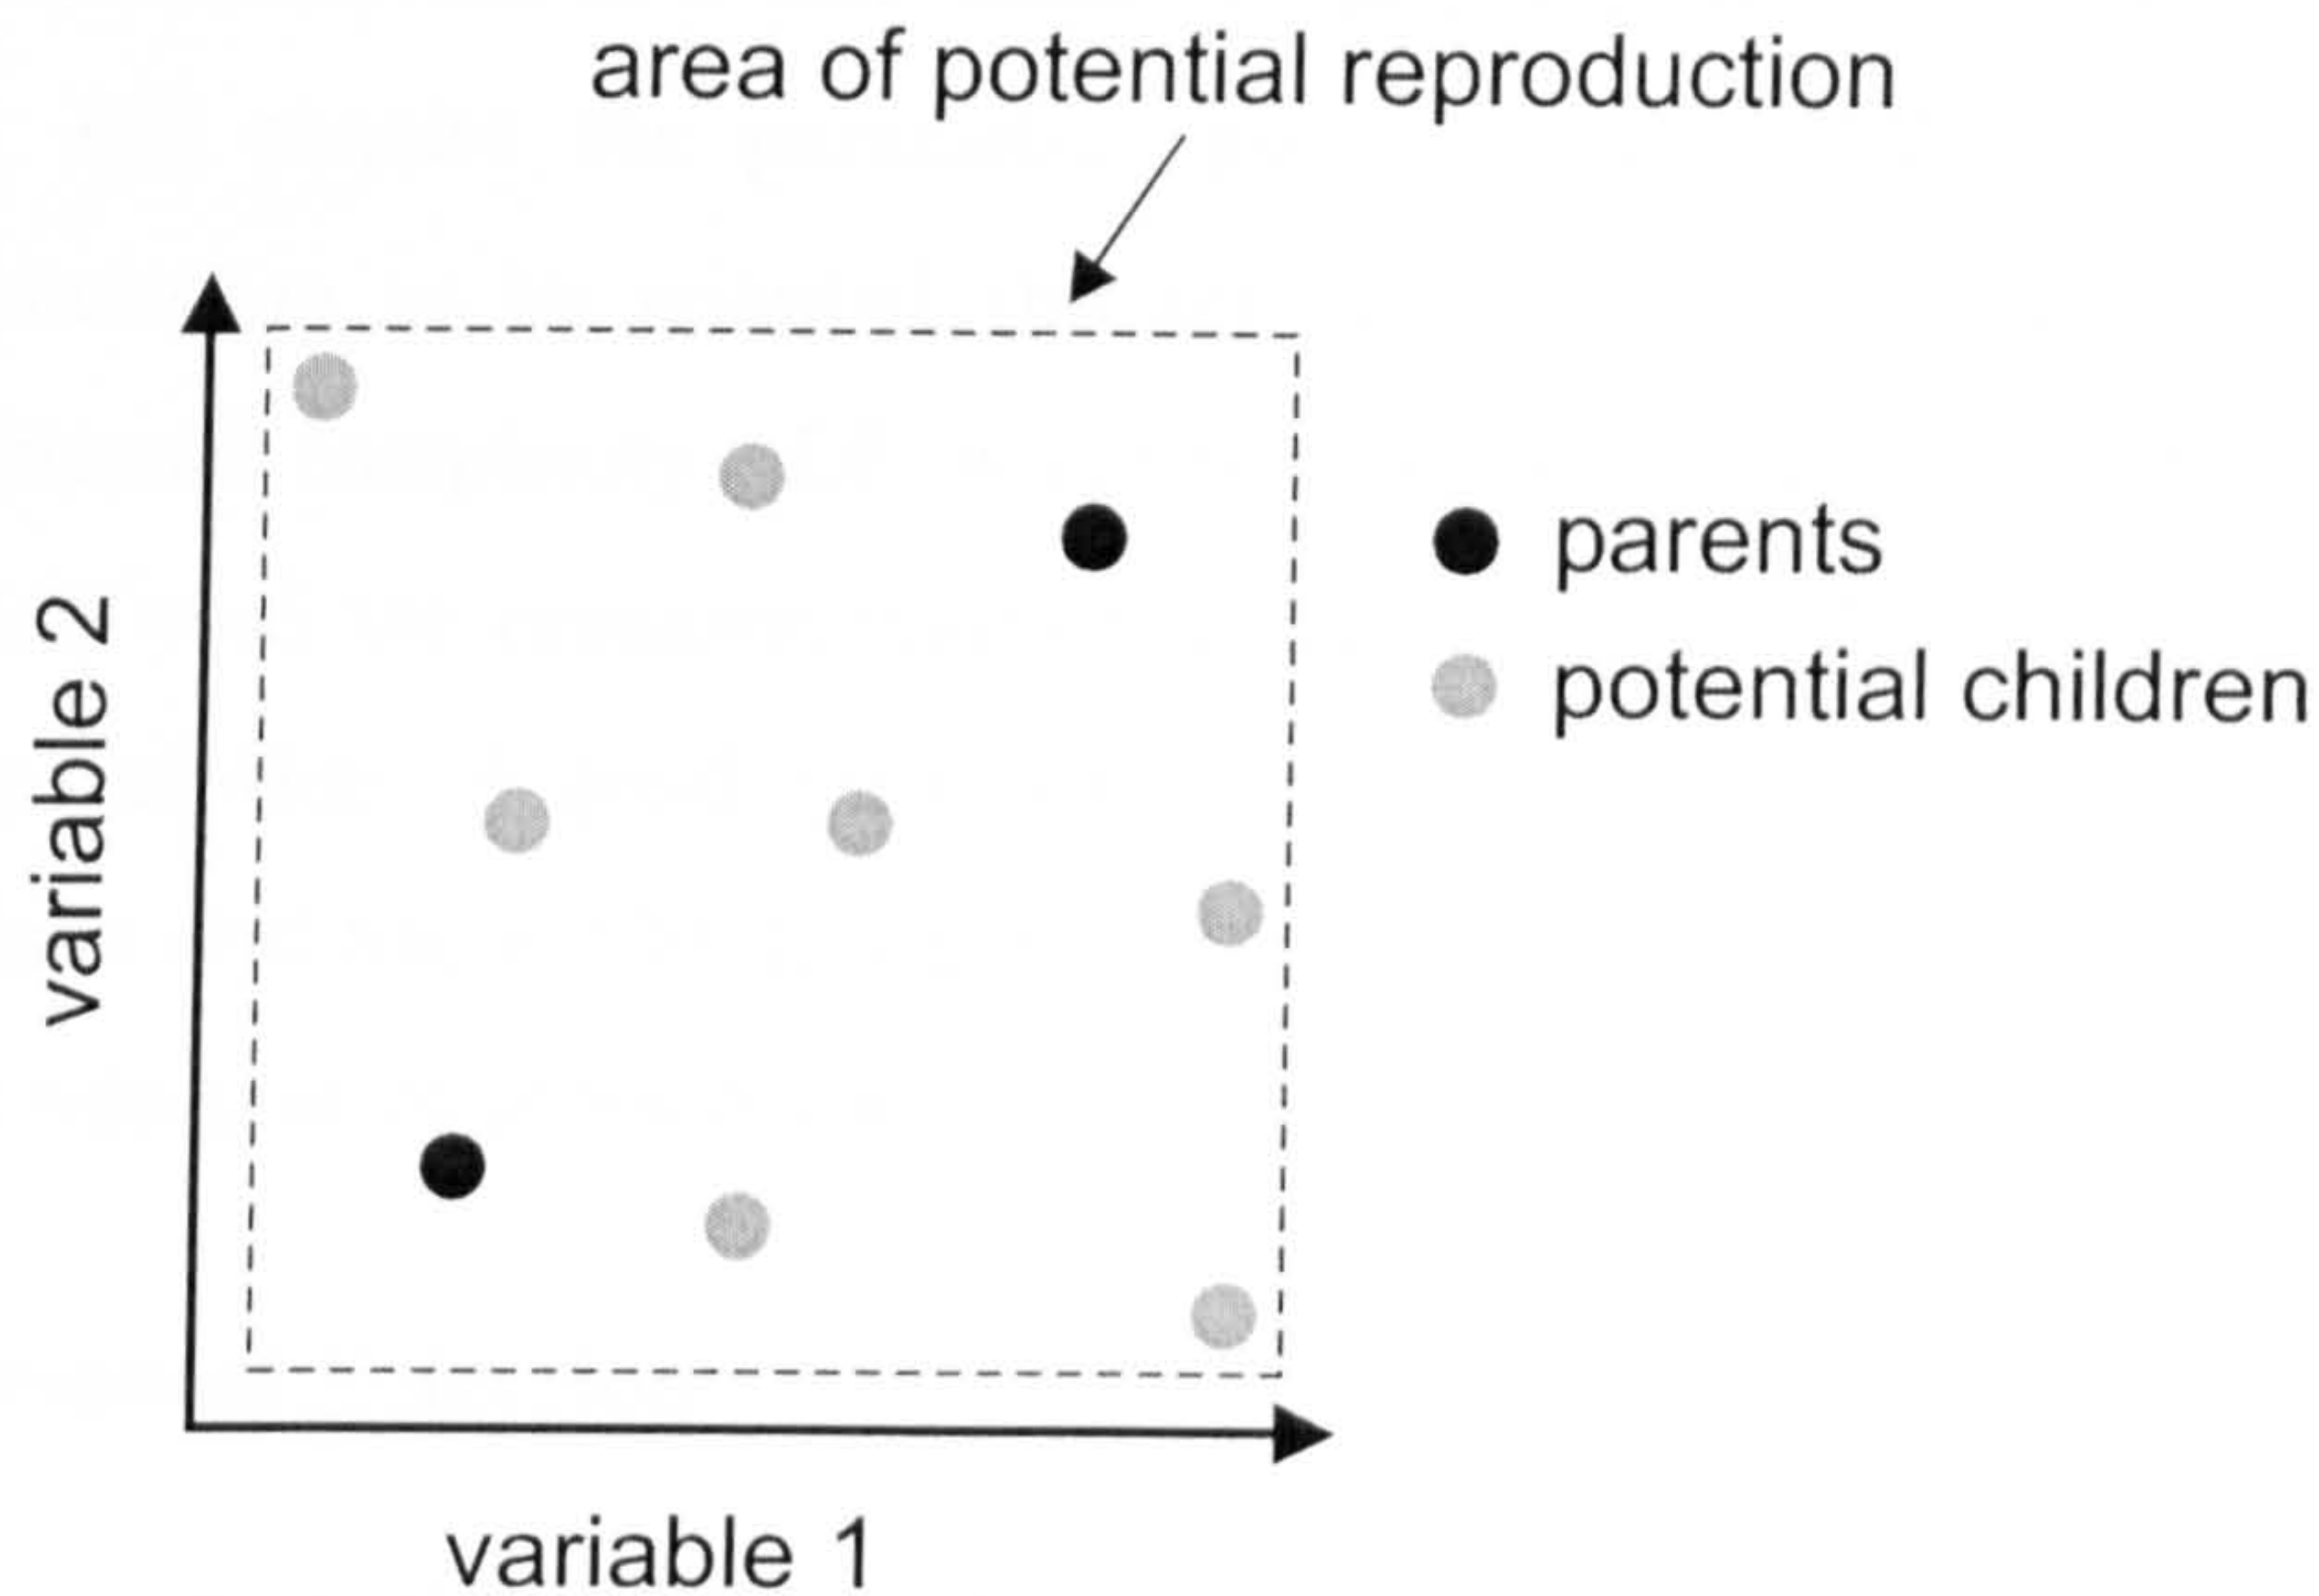 area of potential reproduction
variable 2
parents
potential children
variable 1